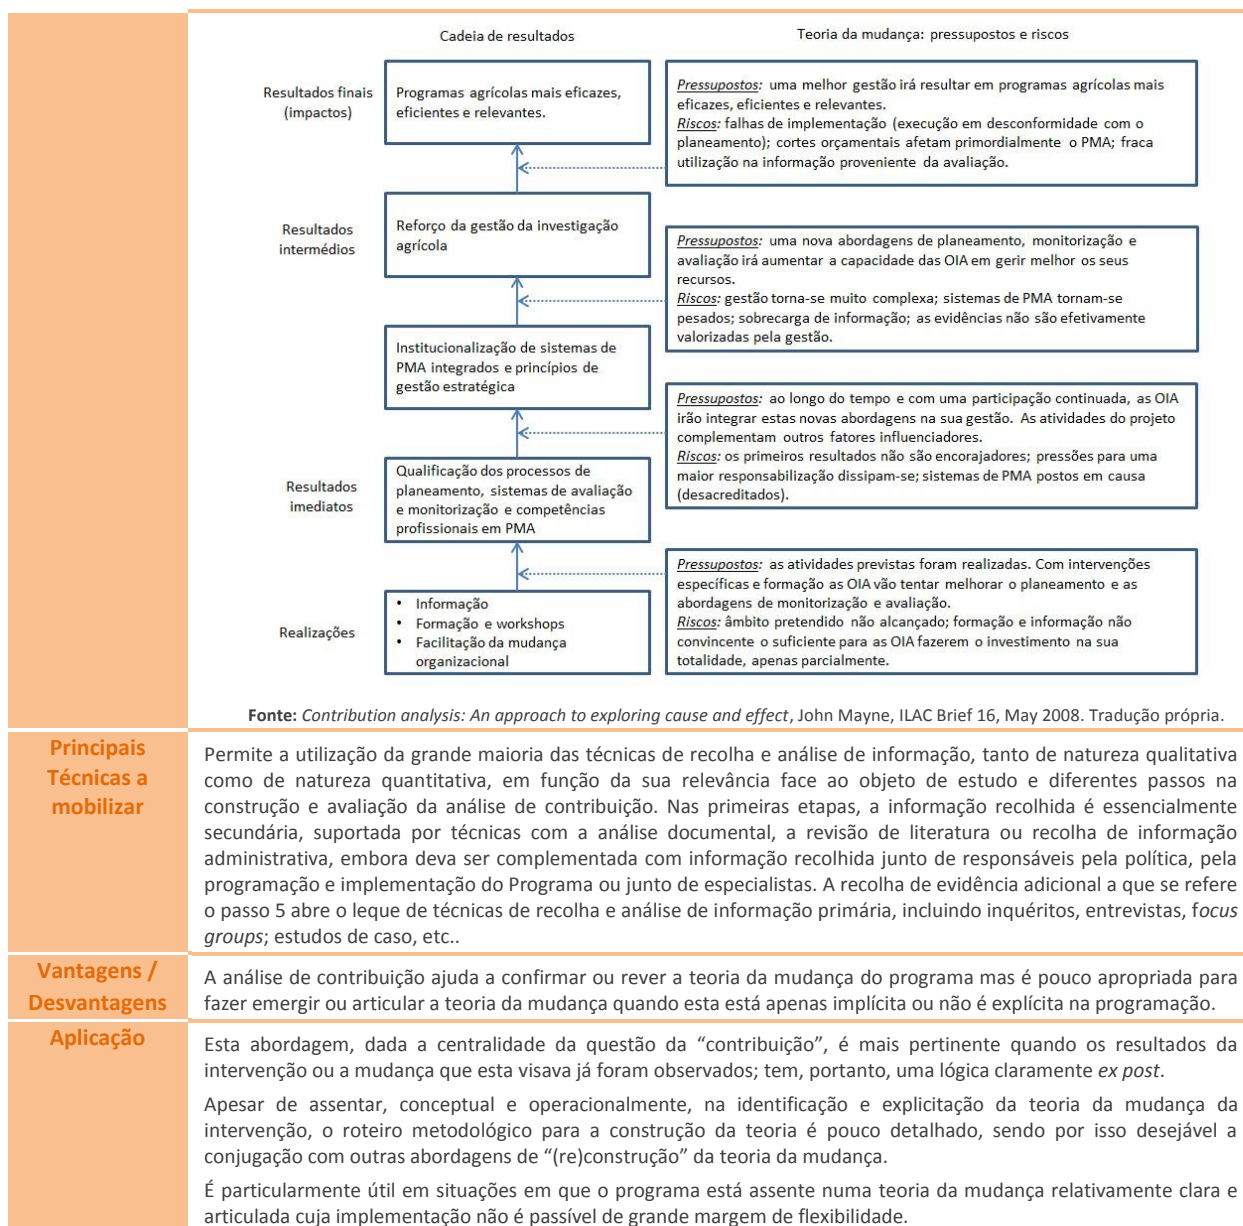 Cadeia de resultados
Teoria da mudança: pressupostos e riscos
Resultados finais
(impactos)
Programas agrícolas mais eficazes,
eficientes e relevantes.
Pressupostos: uma melhor gestão irá resultar em programas agrícolas mais
eficazes, eficientes e relevantes.
Riscos: falhas de implementação (execução em desconformidade com o
planeamento); cortes orçamentais afetam primordialmente o PMA; fraca
utilização na informação proveniente da avaliação.
Resultados
intermédios
Reforço da gestão da investigação
agrícola
Pressupostos: uma nova abordagens de planeamento, monitorização e
avaliação irá aumentar a capacidade das OIA em gerir melhor os seus
recursos.
Riscos: gestão torna-se muito complexa; sistemas de PMA tornam-se
pesados; sobrecarga de informação; as evidências não são efetivamente
valorizadas pela gestão.
Institucionalização de sistemas de
PMA integrados e princípios de
gestão estratégica
Pressupostos: ao longo do tempo e com uma participação continuada, as OIA
irão integrar estas novas abordagens na sua gestão. As atividades do projeto
complementam outros fatores influenciadores.
Riscos: os primeiros resultados não são encorajadores; pressões para uma
maior responsabilização dissipam-se; sistemas de PMA postos em causa
(desacreditados).
Resultados
imediatos
Qualificação dos processos de
planeamento, sistemas de avaliação
e monitorização e competências
profissionais em PMA
Pressupostos: as atividades previstas foram realizadas. Com intervenções
específicas e formação as OIA vão tentar melhorar o planeamento e as
abordagens de monitorização e avaliação.
Riscos: âmbito pretendido não alcançado; formação e informação não
convincente o suficiente para as OIA fazerem o investimento na sua
totalidade, apenas parcialmente.
Realizações
• Informação
• Formação e workshops
• Facilitação da mudança
organizacional
Fonte: Contribution analysis: An approach to exploring cause and effect, John Mayne, ILAC Brief 16, May 2008. Tradução própria.
Principais
Técnicas a
mobilizar
Permite a utilização da grande maioria das técnicas de recolha e análise de informação, tanto de natureza qualitativa
como de natureza quantitativa, em função da sua relevância face ao objeto de estudo e diferentes passos na
construção e avaliação da análise de contribuição. Nas primeiras etapas, a informação recolhida é essencialmente
secundária, suportada por técnicas com a análise documental, a revisão de literatura ou recolha de informação
administrativa, embora deva ser complementada com informação recolhida junto de responsáveis pela política, pela
programação e implementação do Programa ou junto de especialistas. A recolha de evidência adicional a que se refere
o passo 5 abre o leque de técnicas de recolha e análise de informação primária, incluindo inquéritos, entrevistas, focus
groups; estudos de caso, etc..
Vantagens /
Desvantagens
A análise de contribuição ajuda a confirmar ou rever a teoria da mudança do programa mas é pouco apropriada para
fazer emergir ou articular a teoria da mudança quando esta está apenas implícita ou não é explícita na programação.
Aplicação
Esta abordagem, dada a centralidade da questão da “contribuição”, é mais pertinente quando os resultados da
intervenção ou a mudança que esta visava já foram observados; tem, portanto, uma lógica claramente ex post.
Apesar de assentar, conceptual e operacionalmente, na identificação e explicitação da teoria da mudança da
intervenção, o roteiro metodológico para a construção da teoria é pouco detalhado, sendo por isso desejável a
conjugação com outras abordagens de “(re)construção” da teoria da mudança.
É particularmente útil em situações em que o programa está assente numa teoria da mudança relativamente clara e
articulada cuja implementação não é passível de grande margem de flexibilidade.